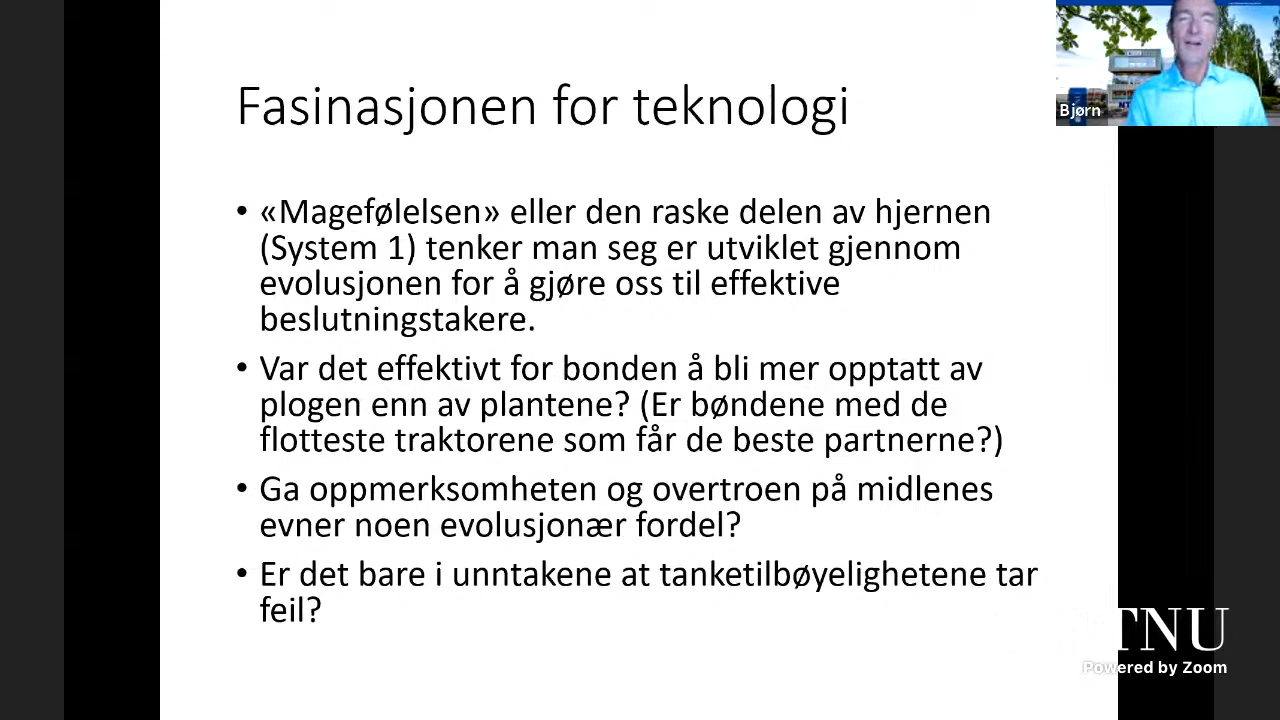 Fasinasjonen for teknologi
Bjørn
• «Magefølelsen» eller den raske delen av hjernen
(System 1) tenker man seg er utviklet gjennom
evolusjonen for å gjøre oss til effektive
beslutningstakere.
• Var det effektivt for bonden å bli mer opptatt av
plogen enn av plantene? (Er bøndene med de
flotteste traktorene som får de beste partnerne?)
• Ga oppmerksomheten og overtroen på midlenes
evner noen evolusjonær fordel?
• Er det bare i unntakene at tanketilbøyelighetene tar
feil?
TNU
Powered by Zoom